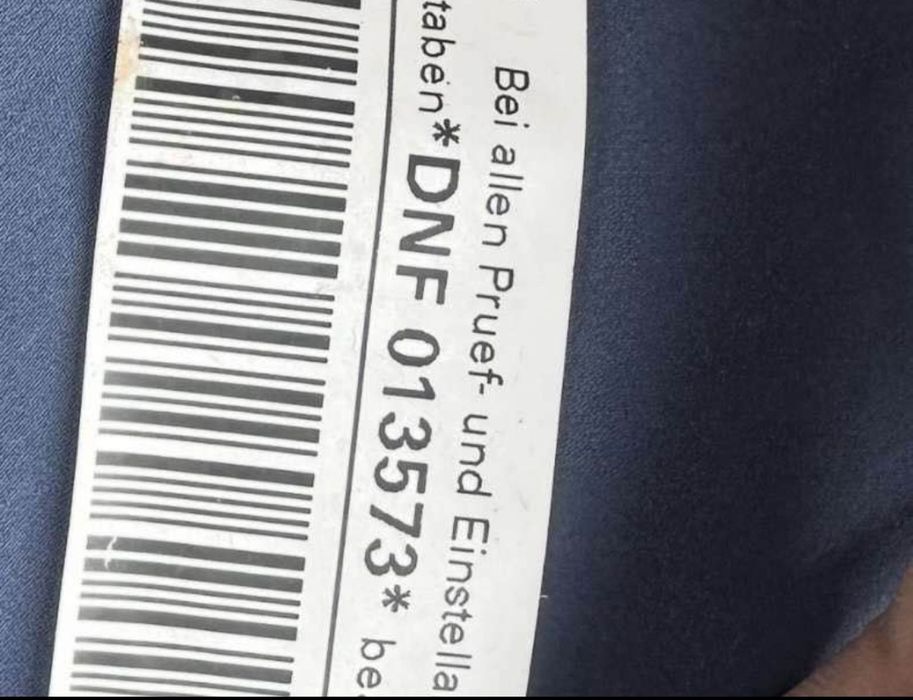 Bei allen Pruef- und Einstella
taben*DNF 013573* be